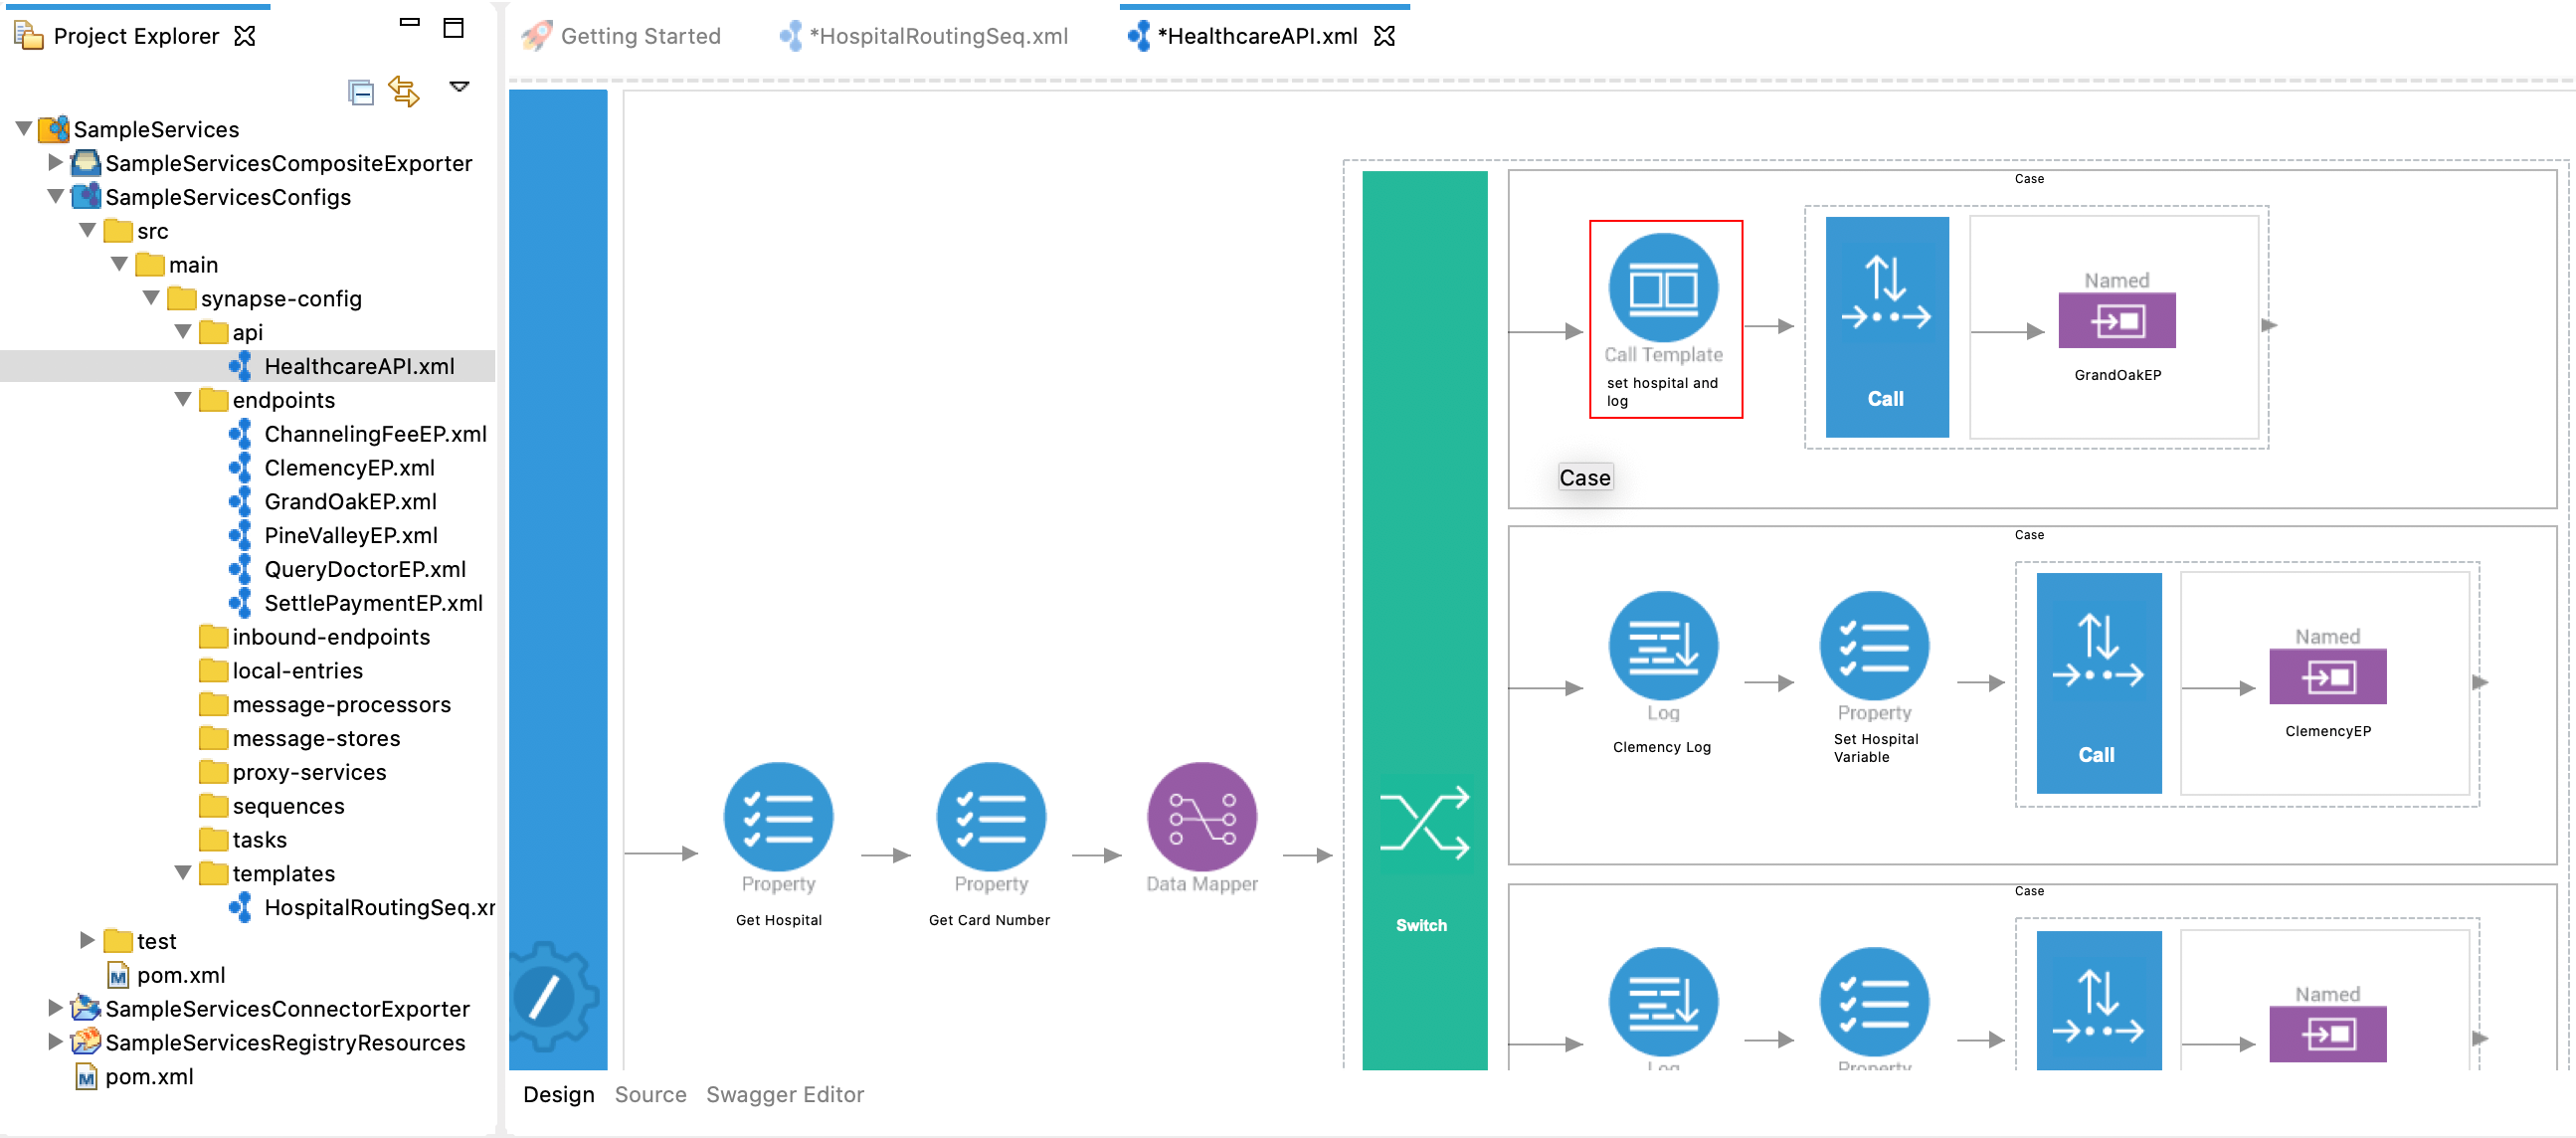 Project Explorer
SampleServices
SampleServicesCompositeExporter
SampleServicesConfigs
src
main
synapse-config
api
HealthcareAPI.xml
endpoints
ChannelingFeeEP.xml
ClemencyEP.xml
GrandOakEP.xml
PineValleyEP.xml
QueryDoctorEP.xml
SettlePaymentEP.xml
inbound-endpoints
local-entries
message-processors
message-stores
proxy-services
sequences
tasks
templates
HospitalRoutingSeq.xr
test
pom.xml
SampleServicesConnectorExporter
SampleServicesRegistryResources
pom.xml
Getting Started
*HospitalRoutingSeq.xml
*HealthcareAPI.xml
Property
Get Hospital
Property
Get Card Number
Data Mapper
Switch
Case
Call Template
set hospital and
log
Call
Named
GrandOakEP
Case
Case
Log
Clemency Log
Property
Set Hospital
Variable
Call
Named
ClemencyEP
Case
Log
Property
Named
Design
Source
Swagger Editor